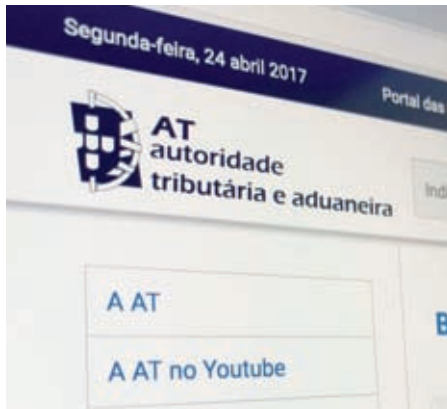 Segunda-feira, 24 abril 2017
Portal das
AT
autoridade
tributária e aduaneira
A AT
A AT no Youtube